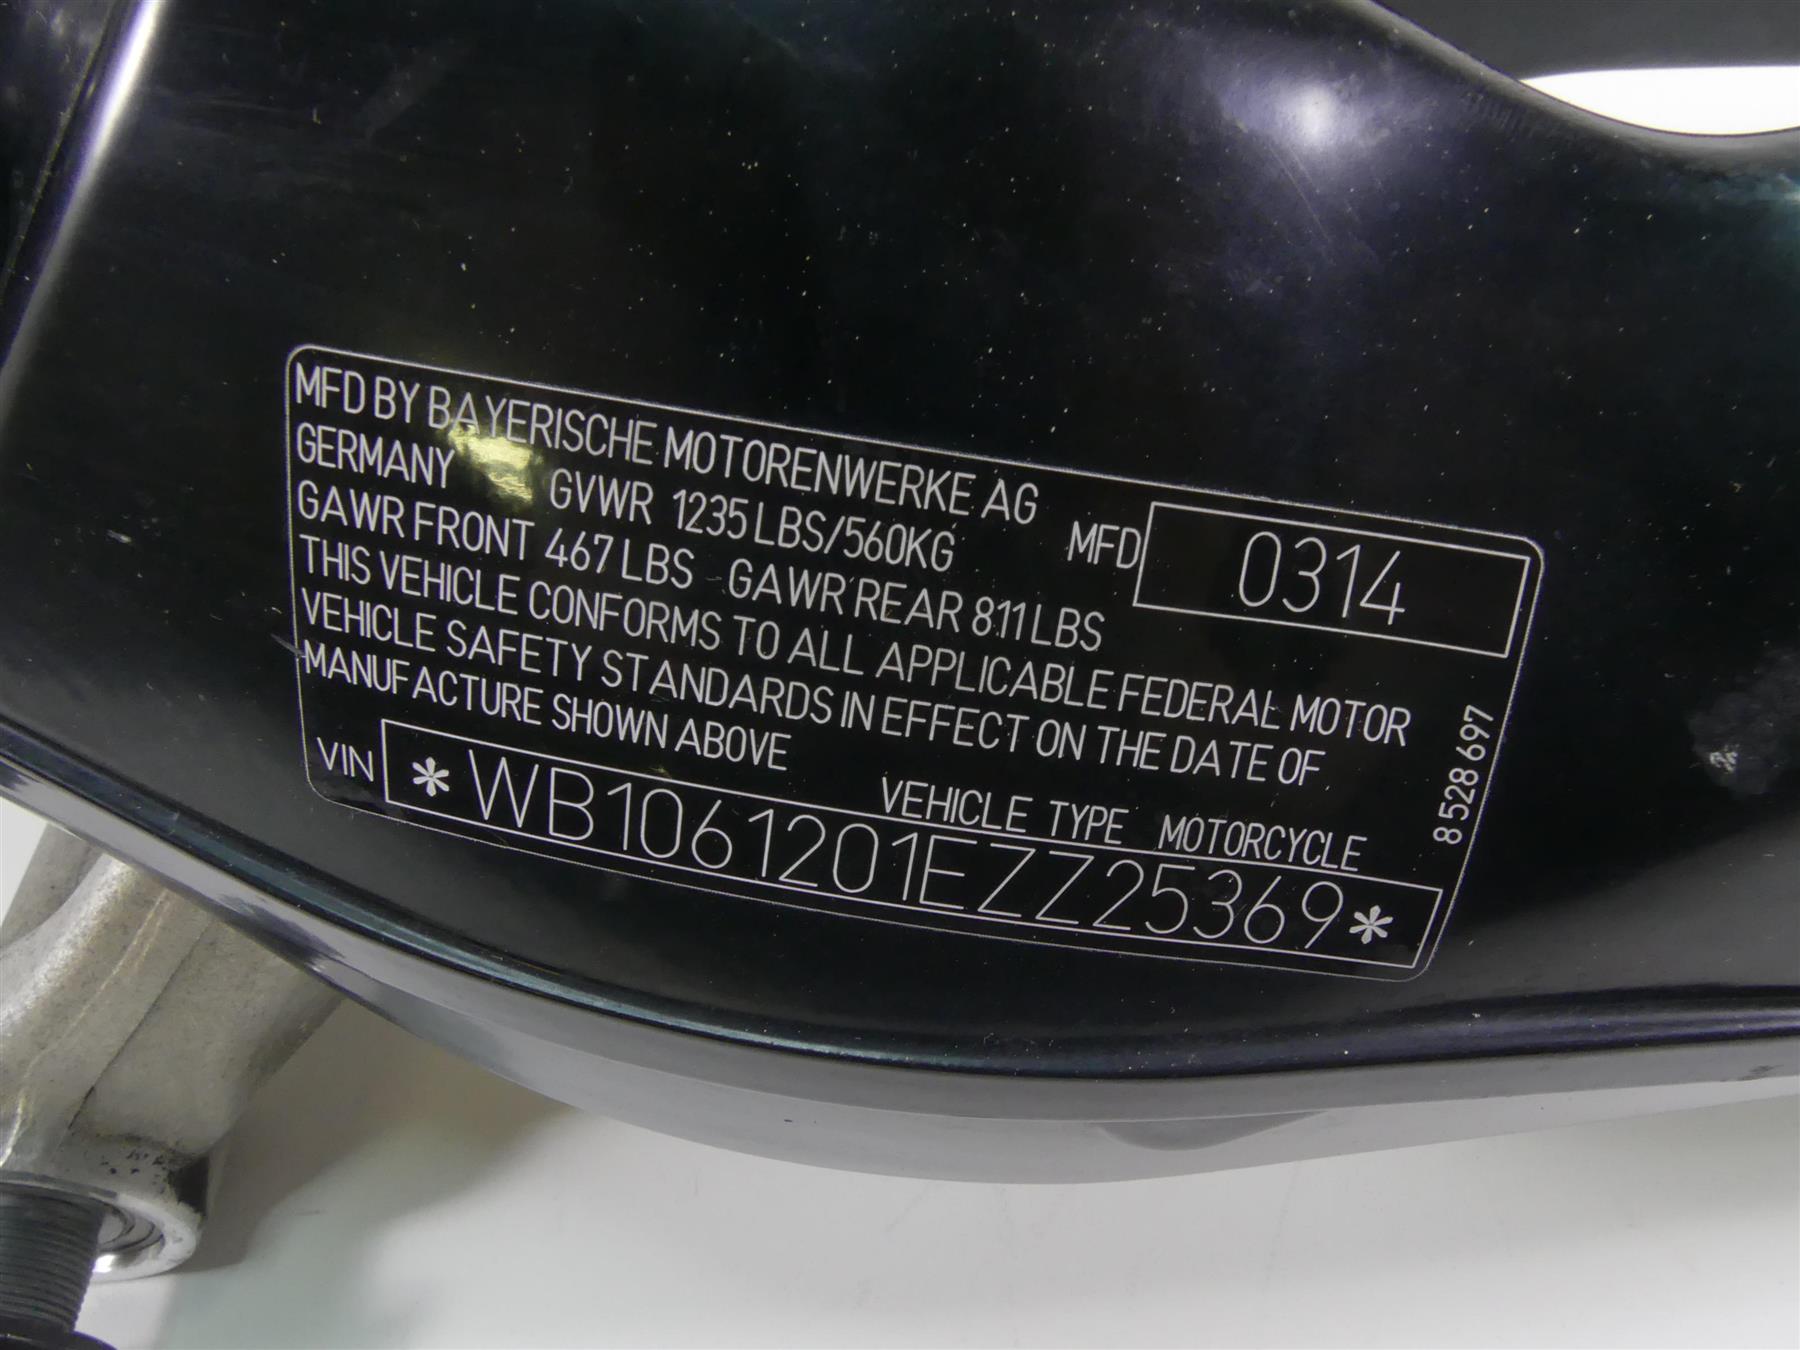 MFD BY BAYERISCHE MOTORENWERKE AG
GERMANY GVWR 1235 LBS/560KG MFD 0314
GAWR FRONT 467 LBS GAWR REAR 811 LBS
THIS VEHICLE CONFORMS TO ALL APPLICABLE FEDERAL MOTOR
VEHICLE SAFETY STANDARDS IN EFFECT ON THE DATE OF
MANUFACTURE SHOWN ABOVE
VEHICLE TYPE MOTORCYCLE
VIN *WB1061201EZZ25369*
8 528 697